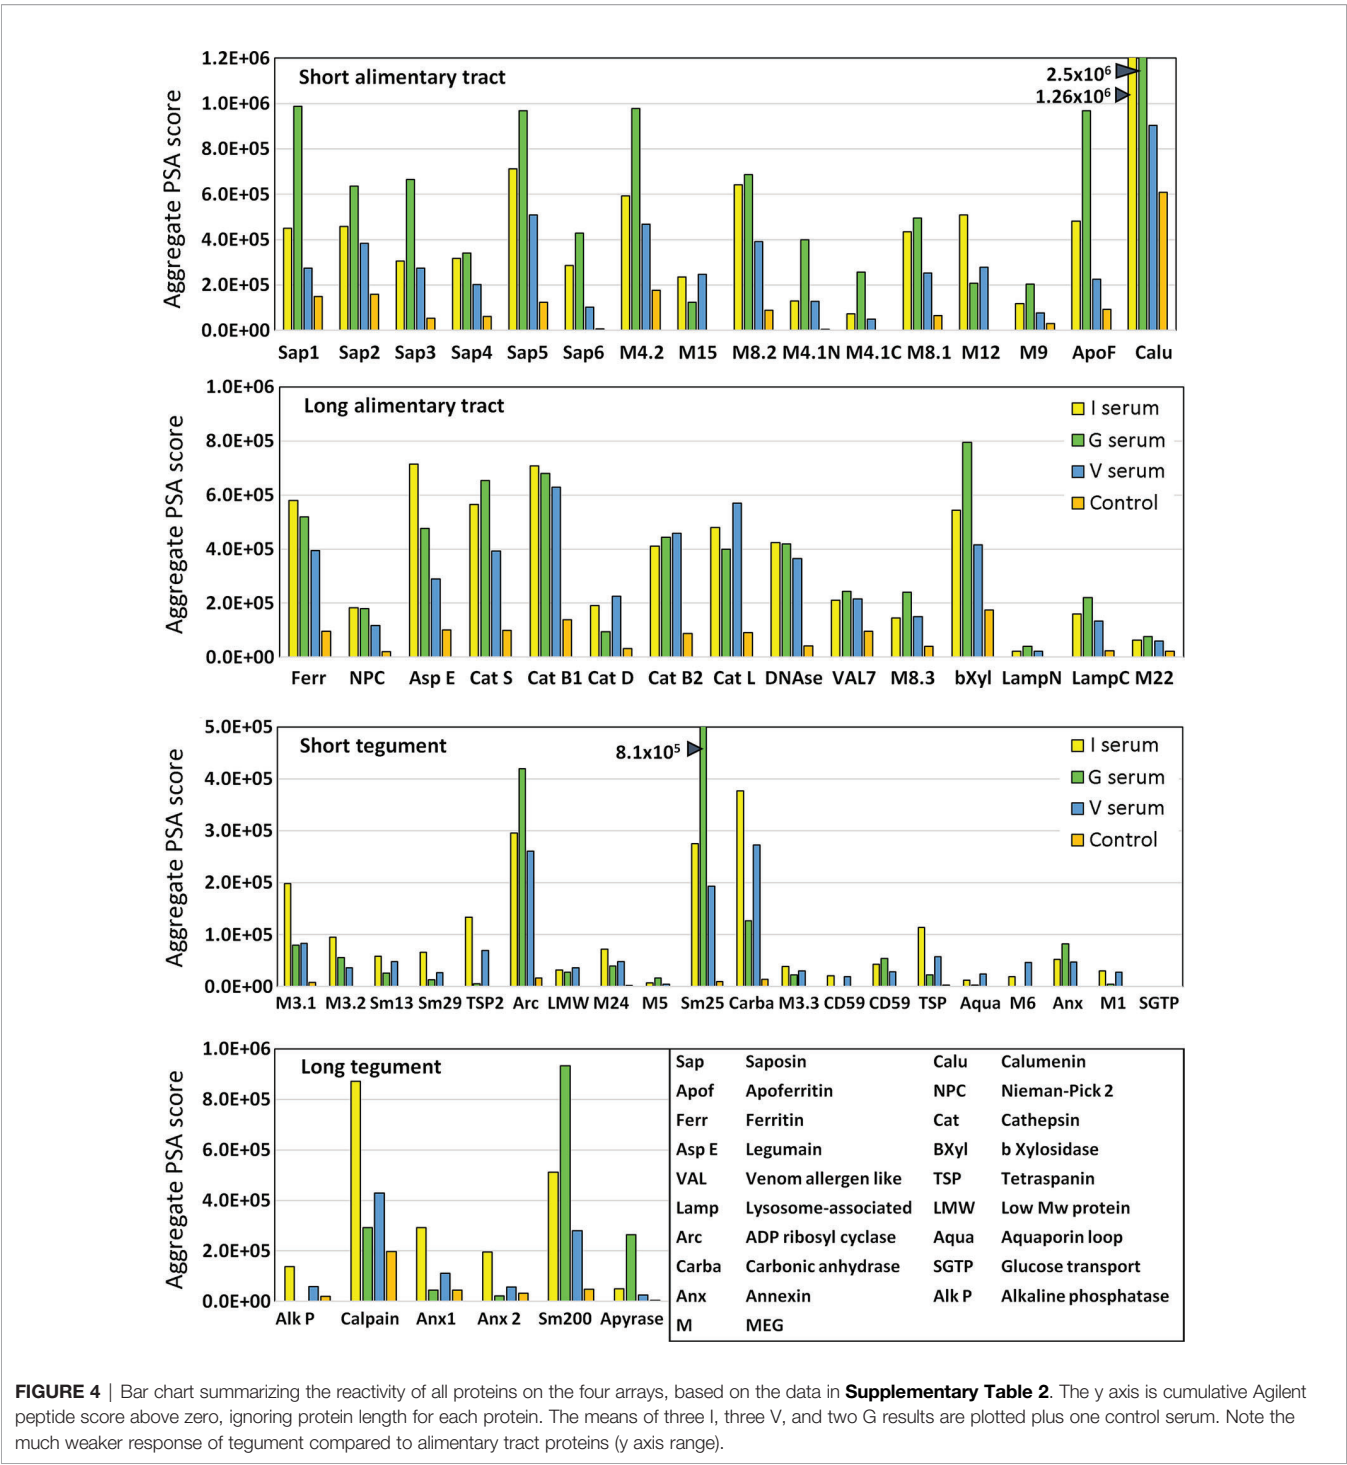 1.2E+06
1.0E+06
8.0E+05
6.0E+05
4.0E+05
2.0E+05
0.0E+00
Aggregate PSA score
Short alimentary tract
2.5x10⁶
1.26x10⁶
Sap1 Sap2 Sap3 Sap4 Sap5 Sap6 M4.2 M15 M8.2 M4.1N M4.1C M8.1 M12 M9 ApoF Calu
1.0E+06
8.0E+05
6.0E+05
4.0E+05
2.0E+05
0.0E+00
Aggregate PSA score
Long alimentary tract
I serum
G serum
V serum
Control
Ferr NPC Asp E Cat S Cat B1 Cat D Cat B2 Cat L DNAse VAL7 M8.3 bXyl LampN LampC M22
5.0E+05
4.0E+05
3.0E+05
2.0E+05
1.0E+05
0.0E+00
Aggregate PSA score
Short tegument
8.1x10⁵
I serum
G serum
V serum
Control
M3.1 M3.2 Sm13 Sm29 TSP2 Arc LMW M24 M5 Sm25 Carba M3.3 CD59 CD59 TSP Aqua M6 Anx M1 SGTP
1.0E+06
8.0E+05
6.0E+05
4.0E+05
2.0E+05
0.0E+00
Aggregate PSA score
Long tegument
Alk P Calpain Anx1 Anx 2 Sm200 Apyrase
Sap Saposin Calu Calumenin
Apof Apoferritin NPC Nieman-Pick 2
Ferr Ferritin Cat Cathepsin
Asp E Legumain BXyl b Xylosidase
VAL Venom allergen like TSP Tetraspanin
Lamp Lysosome-associated LMW Low Mw protein
Arc ADP ribosyl cyclase Aqua Aquaporin loop
Carba Carbonic anhydrase SGTP Glucose transport
Anx Annexin Alk P Alkaline phosphatase
M MEG
FIGURE 4 | Bar chart summarizing the reactivity of all proteins on the four arrays, based on the data in Supplementary Table 2. The y axis is cumulative Agilent
peptide score above zero, ignoring protein length for each protein. The means of three I, three V, and two G results are plotted plus one control serum. Note the
much weaker response of tegument compared to alimentary tract proteins (y axis range).